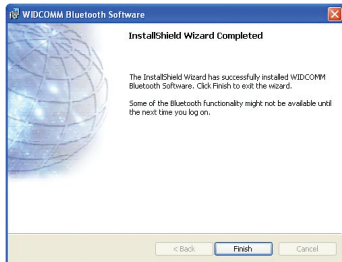 WIDCOMM Bluetooth Software
InstallShield Wizard Completed
The InstallShield Wizard has successfully installed WIDCOMM
Bluetooth Software. Click Finish to exit the wizard.
Some of the Bluetooth functionality might not be available until
the next time you log on.
< Back Finish Cancel